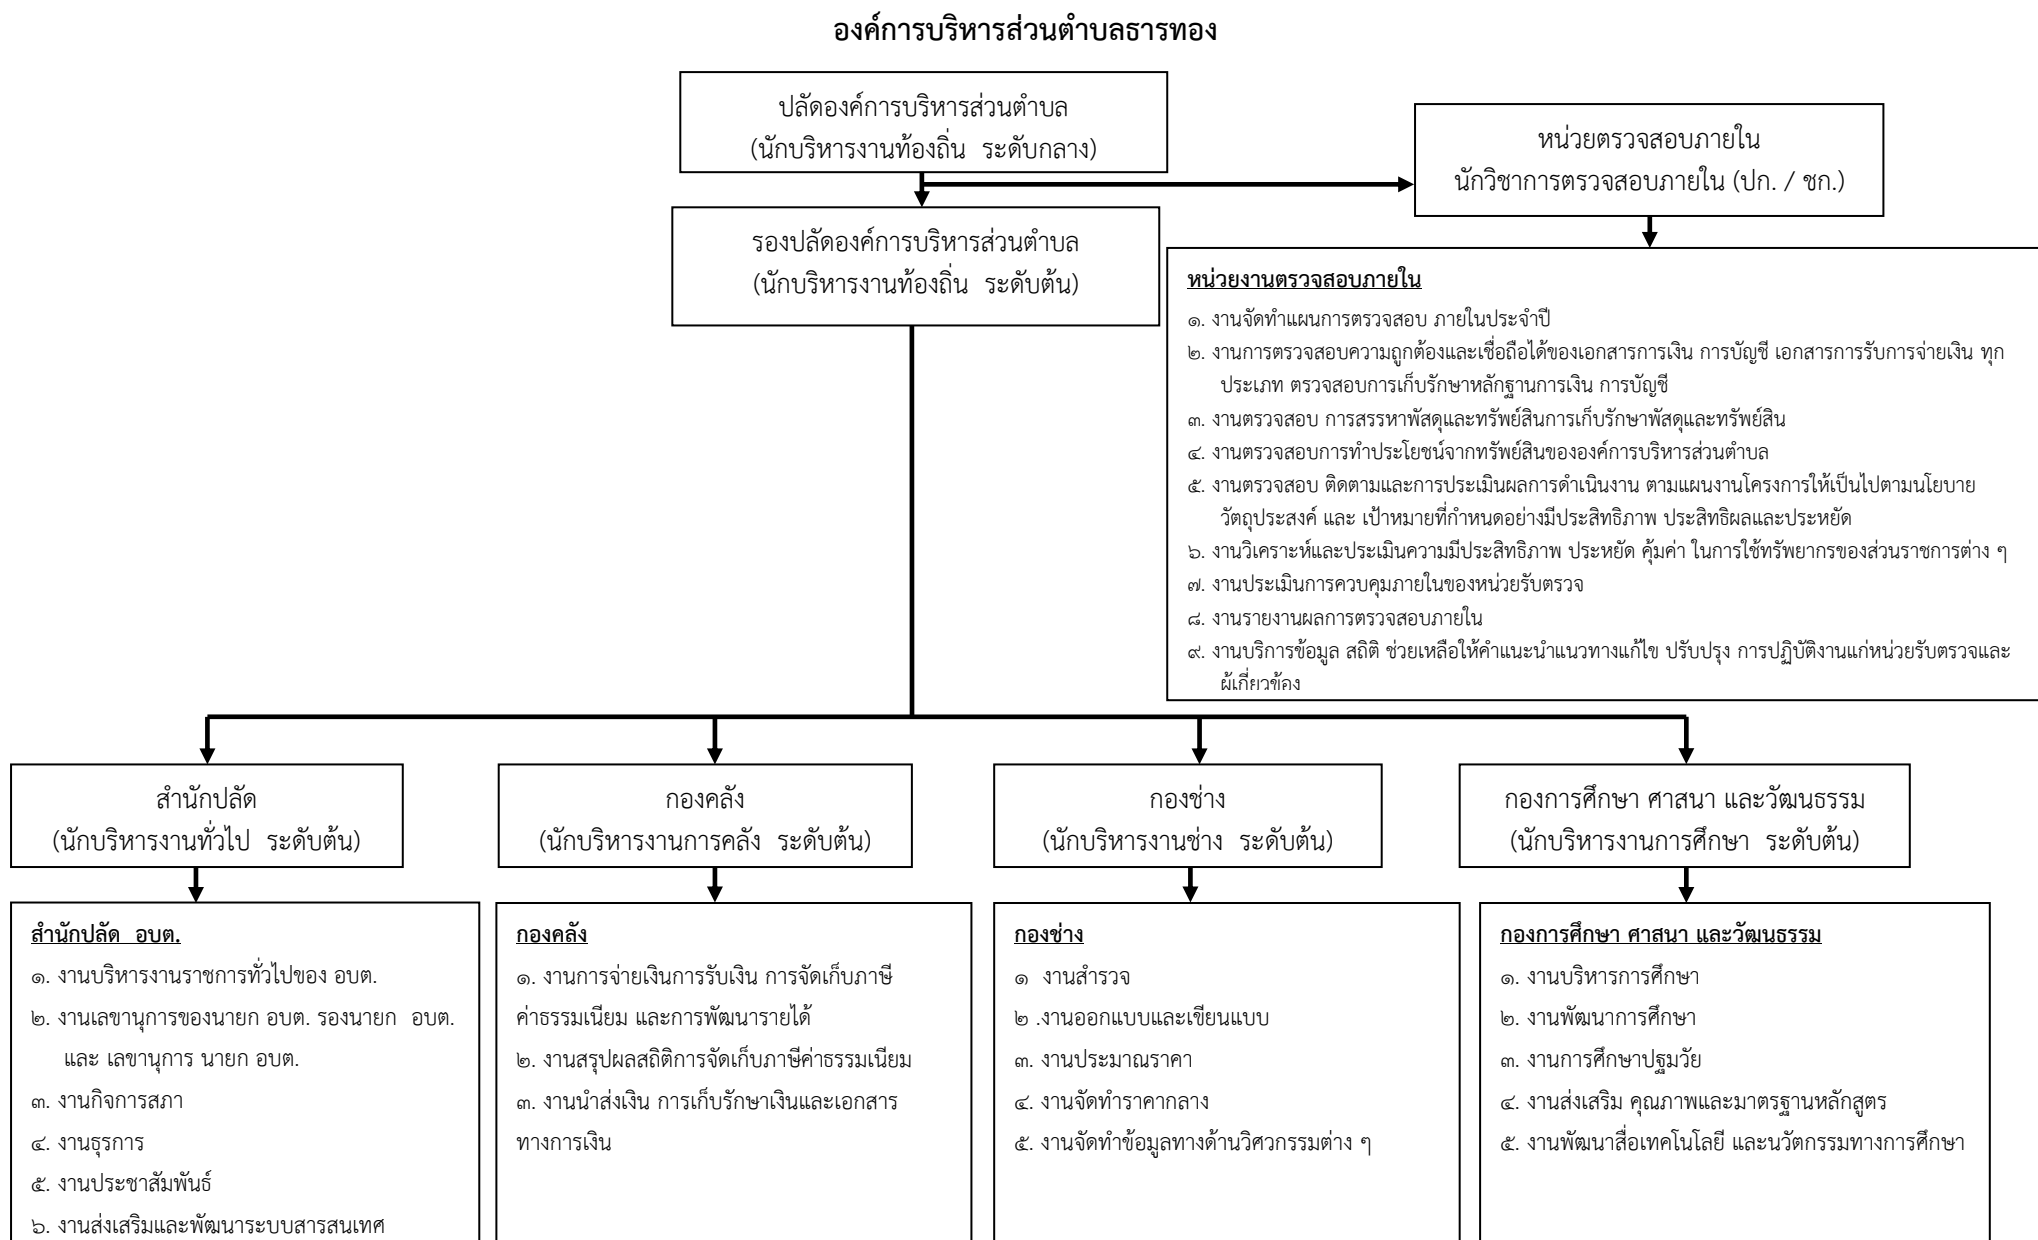 องค์การบริหารส่วนตำบลธารทอง
ปลัดองค์การบริหารส่วนตำบล
(นักบริหารงานท้องถิ่น ระดับกลาง)
หน่วยตรวจสอบภายใน
นักวิชาการตรวจสอบภายใน (ปก. / ชก.)
รองปลัดองค์การบริหารส่วนตำบล
(นักบริหารงานท้องถิ่น ระดับต้น)
หน่วยงานตรวจสอบภายใน
๑. งานจัดทำแผนการตรวจสอบ ภายในประจำปี
๒. งานการตรวจสอบความถูกต้องและเชื่อถือได้ของเอกสารการเงิน การบัญชี เอกสารการรับการจ่ายเงิน ทุก
ประเภท ตรวจสอบการเก็บรักษาหลักฐานการเงิน การบัญชี
๓. งานตรวจสอบ การสรรหาพัสดุและทรัพย์สินการเก็บรักษาพัสดุและทรัพย์สิน
๔. งานตรวจสอบการทำประโยชน์จากทรัพย์สินขององค์การบริหารส่วนตำบล
๕. งานตรวจสอบ ติดตามและการประเมินผลการดำเนินงาน ตามแผนงานโครงการให้เป็นไปตามนโยบาย
วัตถุประสงค์ และ เป้าหมายที่กำหนดอย่างมีประสิทธิภาพ ประสิทธิผลและประหยัด
๖. งานวิเคราะห์และประเมินความมีประสิทธิภาพ ประหยัด คุ้มค่า ในการใช้ทรัพยากรของส่วนราชการต่าง ๆ
๗. งานประเมินการควบคุมภายในของหน่วยรับตรวจ
๘. งานรายงานผลการตรวจสอบภายใน
๙. งานบริการข้อมูล สถิติ ช่วยเหลือให้คำแนะนำแนวทางแก้ไข ปรับปรุง การปฏิบัติงานแก่หน่วยรับตรวจและ
ผู้เกี่ยวข้อง
สำนักปลัด
(นักบริหารงานทั่วไป ระดับต้น)
กองคลัง
(นักบริหารงานการคลัง ระดับต้น)
กองช่าง
(นักบริหารงานช่าง ระดับต้น)
กองการศึกษา ศาสนา และวัฒนธรรม
(นักบริหารงานการศึกษา ระดับต้น)
สำนักปลัด อบต.
๑. งานบริหารงานราชการทั่วไปของ อบต.
๒. งานเลขานุการของนายก อบต. รองนายก อบต.
และ เลขานุการ นายก อบต.
๓. งานกิจการสภา
๔. งานธุรการ
๕. งานประชาสัมพันธ์
๖. งานส่งเสริมและพัฒนาระบบสารสนเทศ
กองคลัง
๑. งานการจ่ายเงินการรับเงิน การจัดเก็บภาษี
ค่าธรรมเนียม และการพัฒนารายได้
๒. งานสรุปผลสถิติการจัดเก็บภาษีค่าธรรมเนียม
๓. งานนำส่งเงิน การเก็บรักษาเงินและเอกสาร
ทางการเงิน
กองช่าง
๑ งานสำรวจ
๒ .งานออกแบบและเขียนแบบ
๓. งานประมาณราคา
๔. งานจัดทำราคากลาง
๕. งานจัดทำข้อมูลทางด้านวิศวกรรมต่าง ๆ
กองการศึกษา ศาสนา และวัฒนธรรม
๑. งานบริหารการศึกษา
๒. งานพัฒนาการศึกษา
๓. งานการศึกษาปฐมวัย
๔. งานส่งเสริม คุณภาพและมาตรฐานหลักสูตร
๕. งานพัฒนาสื่อเทคโนโลยี และนวัตกรรมทางการศึกษา